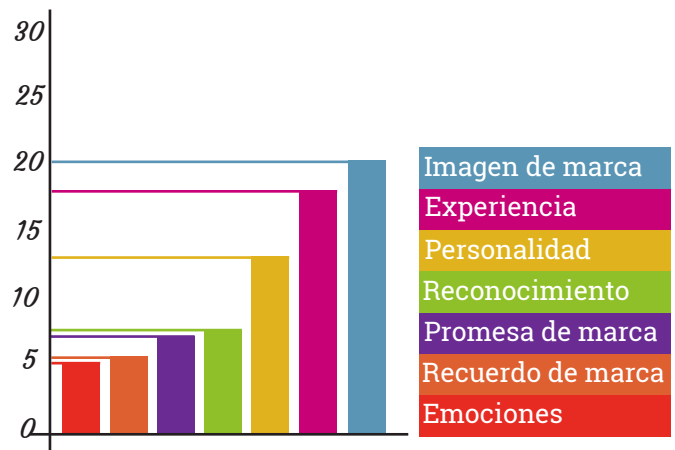 30
25
20
15
10
5
0
Imagen de marca
Experiencia
Personalidad
Reconocimiento
Promesa de marca
Recuerdo de marca
Emociones